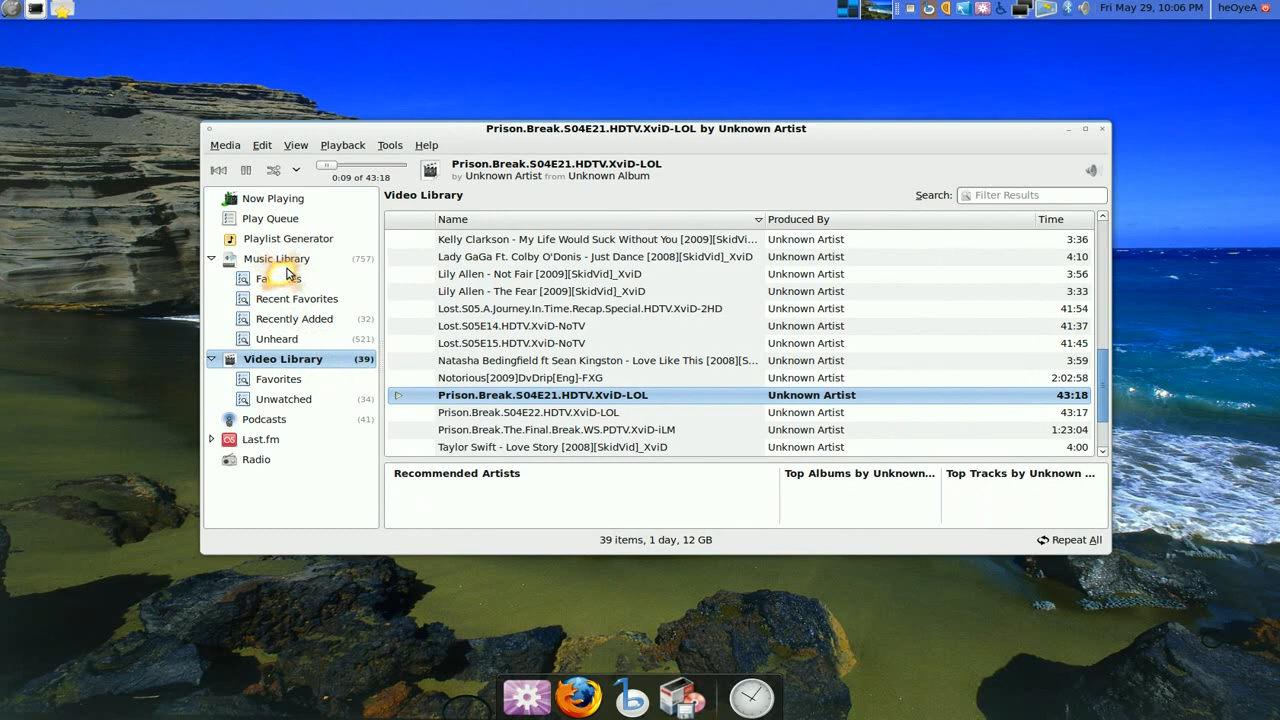 Fri May 29, 10:06 PM heOyeA
Prison.Break.S04E21.HDTV.XviD-LOL by Unknown Artist
Media Edit View Playback Tools Help
0:09 of 43:18
Prison.Break.S04E21.HDTV.XviD-LOL
by Unknown Artist from Unknown Album
Now Playing
Play Queue
Playlist Generator
Music Library (757)
Recent Favorites
Recently Added (32)
Unheard (521)
Video Library (39)
Favorites
Unwatched (34)
Podcasts (41)
Last.fm
Radio
Video Library
Search: Filter Results
Name Produced By Time
Kelly Clarkson - My Life Would Suck Without You [2009][SkidVi... Unknown Artist 3:36
Lady GaGa Ft. Colby O'Donis - Just Dance [2008][SkidVid]_XviD Unknown Artist 4:10
Lily Allen - Not Fair [2009][SkidVid]_XviD Unknown Artist 3:56
Lily Allen - The Fear [2009][SkidVid]_XviD Unknown Artist 3:33
Lost.S05.A.Journey.In.Time.Recap.Special.HDTV.XviD-2HD Unknown Artist 41:54
Lost.S05E14.HDTV.XviD-NoTV Unknown Artist 41:37
Lost.S05E15.HDTV.XviD-NoTV Unknown Artist 41:45
Natasha Bedingfield ft Sean Kingston - Love Like This [2008][S... Unknown Artist 3:59
Notorious[2009]DvDrip[Eng]-FXG Unknown Artist 2:02:58
Prison.Break.S04E21.HDTV.XviD-LOL Unknown Artist 43:18
Prison.Break.S04E22.HDTV.XviD-LOL Unknown Artist 43:17
Prison.Break.The.Final.Break.WS.PDTV.XviD-iLM Unknown Artist 1:23:04
Taylor Swift - Love Story [2008][SkidVid]_XviD Unknown Artist 4:00
Recommended Artists
Top Albums by Unknown...
Top Tracks by Unknown ...
39 items, 1 day, 12 GB
Repeat All